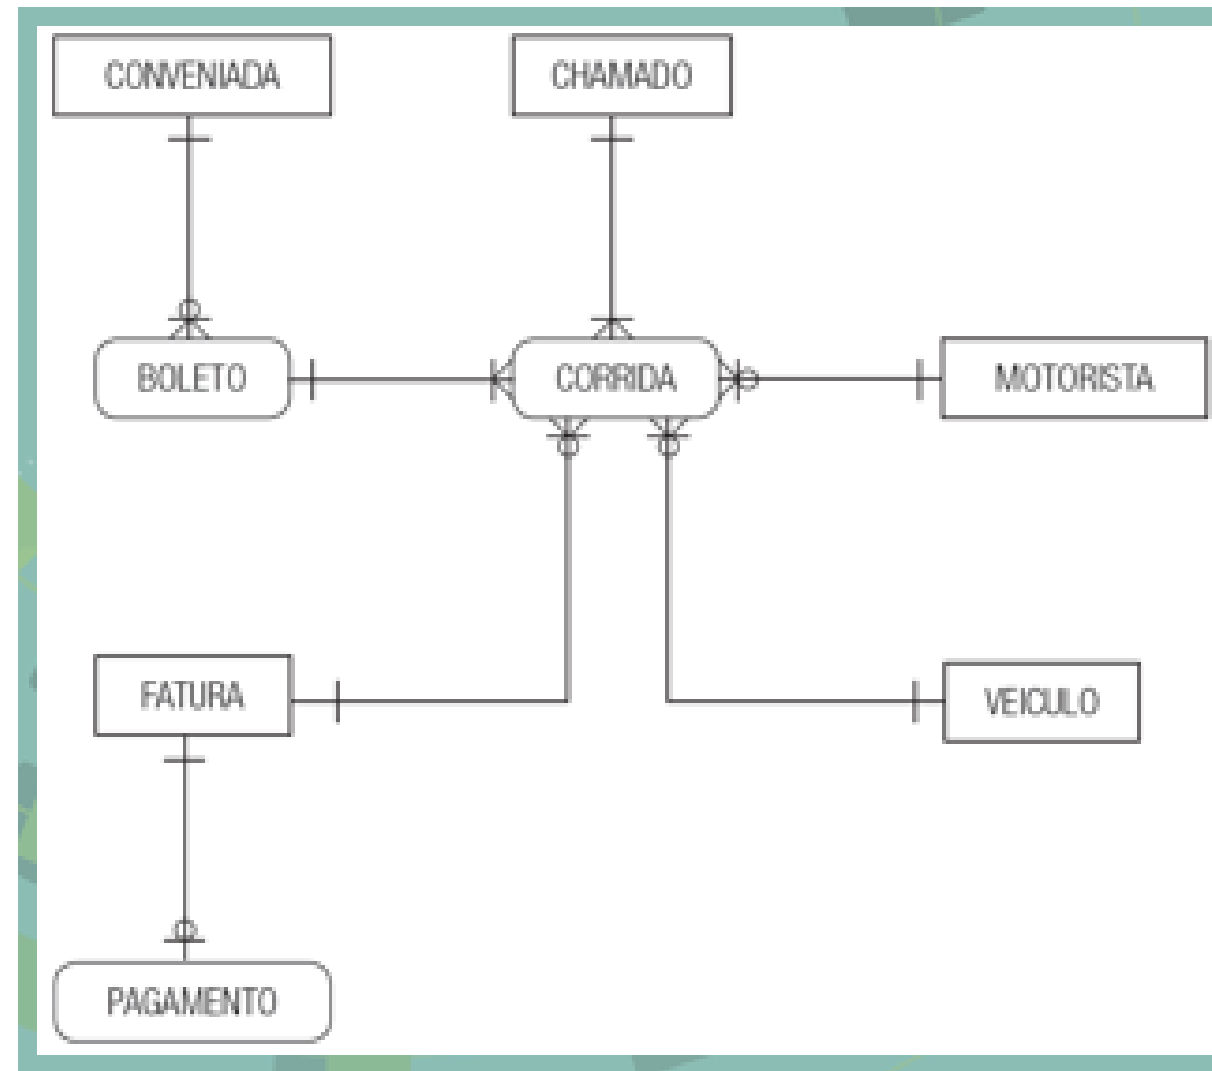 CONVENIADA
CHAMADO
BOLETO
CORRIDA
MOTORISTA
FATURA
VEICULO
PAGAMENTO